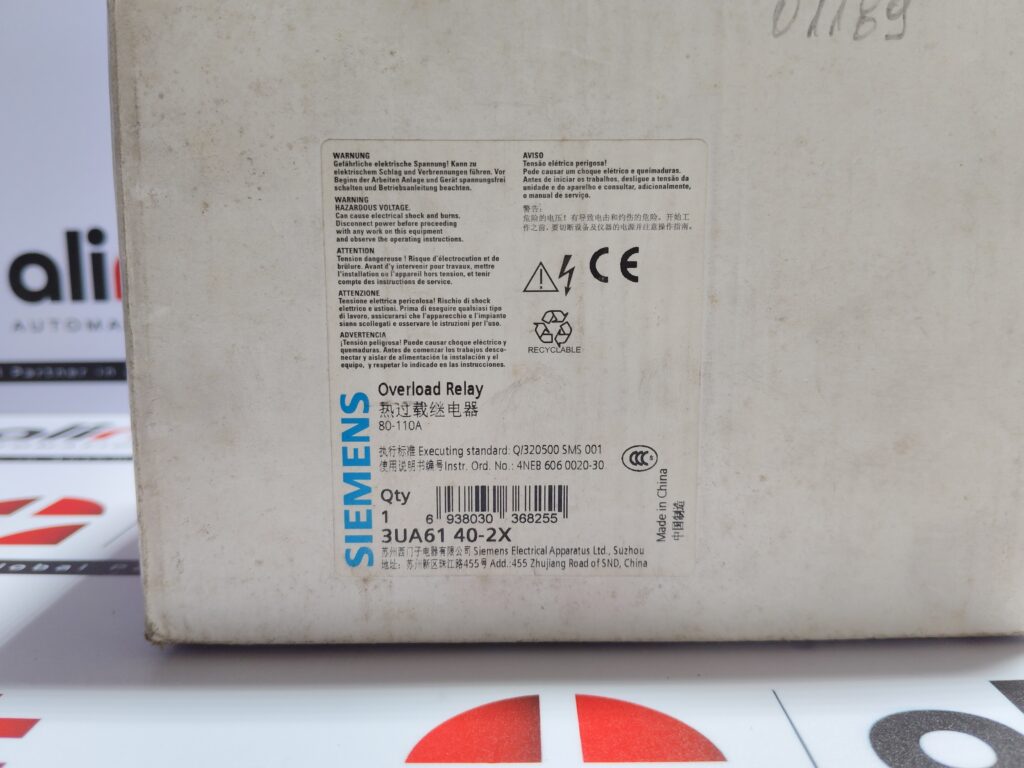 01189
WARNUNG
Gefährliche elektrische Spannung! Kann zu
elektrischem Schlag und Verbrennungen führen. Vor
Beginn der Arbeiten Anlage und Gerät spannungsfrei
schalten und Betriebsanleitung beachten.
WARNING
HAZARDOUS VOLTAGE.
Can cause electrical shock and burns.
Disconnect power before proceeding
with any work on this equipment
and observe the operating instructions.
ATTENTION
Tension dangereuse ! Risque d'électrocution et de
brûlure. Avant d'y intervenir pour travaux, mettre
l'installation ou l'appareil hors tension, et tenir
compte des instructions de service.
ATTENZIONE
Tensione elettrica pericolosa! Rischio di shock
elettrico e ustioni. Prima di eseguire qualsiasi tipo
di lavoro, assicurarsi che l'apparecchio e l'impianto
siano scollegati e osservare le istruzioni per l'uso.
ADVERTENCIA
¡Tensión peligrosa! Puede causar choque eléctrico y
quemaduras. Antes de comenzar los trabajos desco-
nectar y aislar de alimentación la instalación y el
equipo, y respetar lo indicado en las instrucciones.
AVISO
Tensão elétrica perigosa!
Pode causar um choque elétrico e queimaduras.
Antes de iniciar os trabalhos, desligue a tensão da
unidade e do aparelho e consultar, adicionalmente,
o manual de serviço.
警告:
危险的电压! 有导致电击和灼伤的危险。开始工
作之前, 要切断设备及仪器的电源并注意操作指南。
CE
RECYCLABLE
SIEMENS
Overload Relay
热过载继电器
80-110A
执行标准 Executing standard: Q/320500 SMS 001
使用说明书编号 Instr. Ord. No.: 4NEB 606 0020-30
CCC
Qty
1
6 938030 368255
3UA61 40-2X
苏州西门子电器有限公司 Siemens Electrical Apparatus Ltd., Suzhou
地址: 苏州新区珠江路455号 Add.:455 Zhujiang Road of SND, China
Made in China
中国制造
ali
AUTOMA
Partner in
ali
lobal P